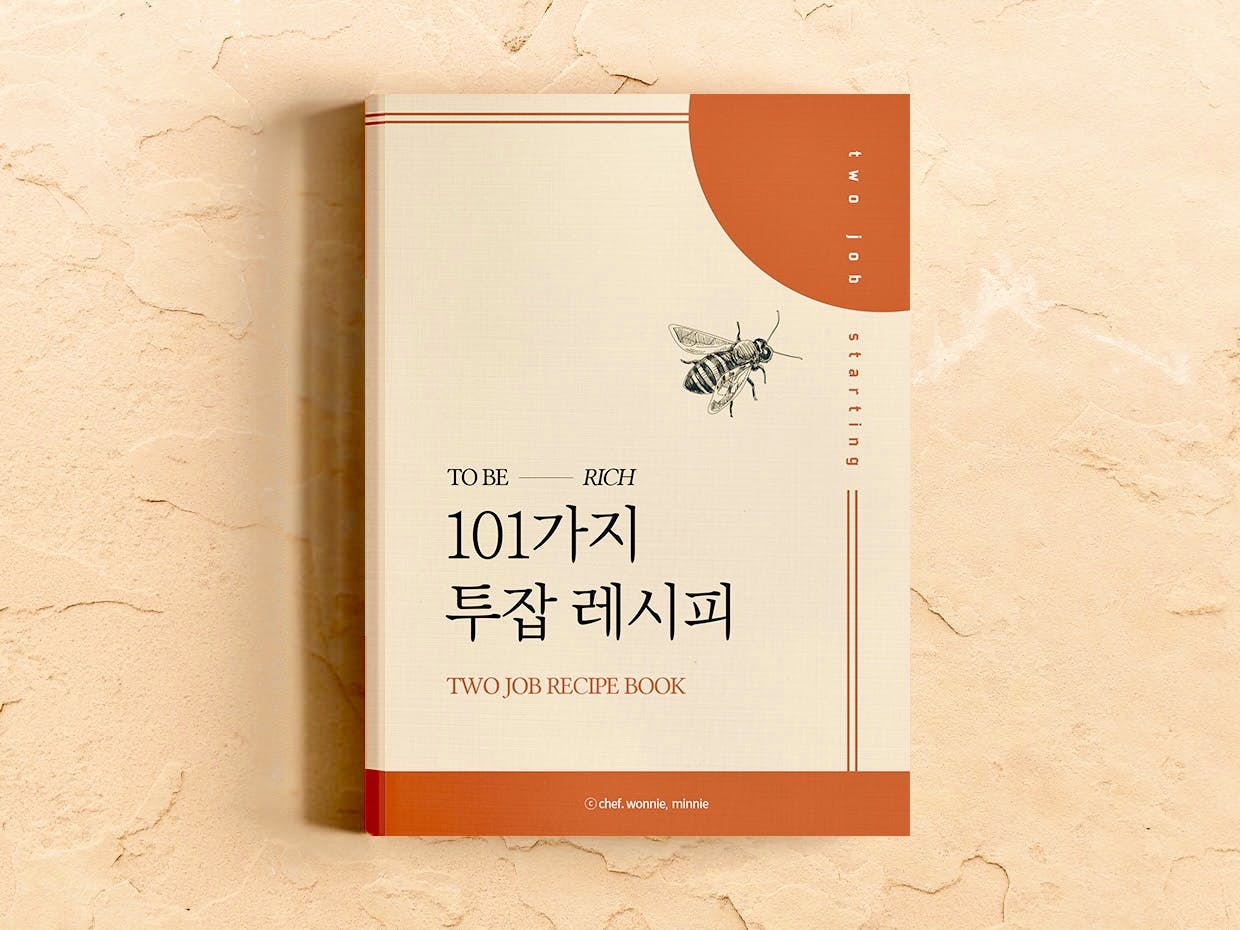 two job starting
TO BE RICH
101가지
투잡 레시피
TWO JOB RECIPE BOOK
ⓒ chef. wonnie, minnie